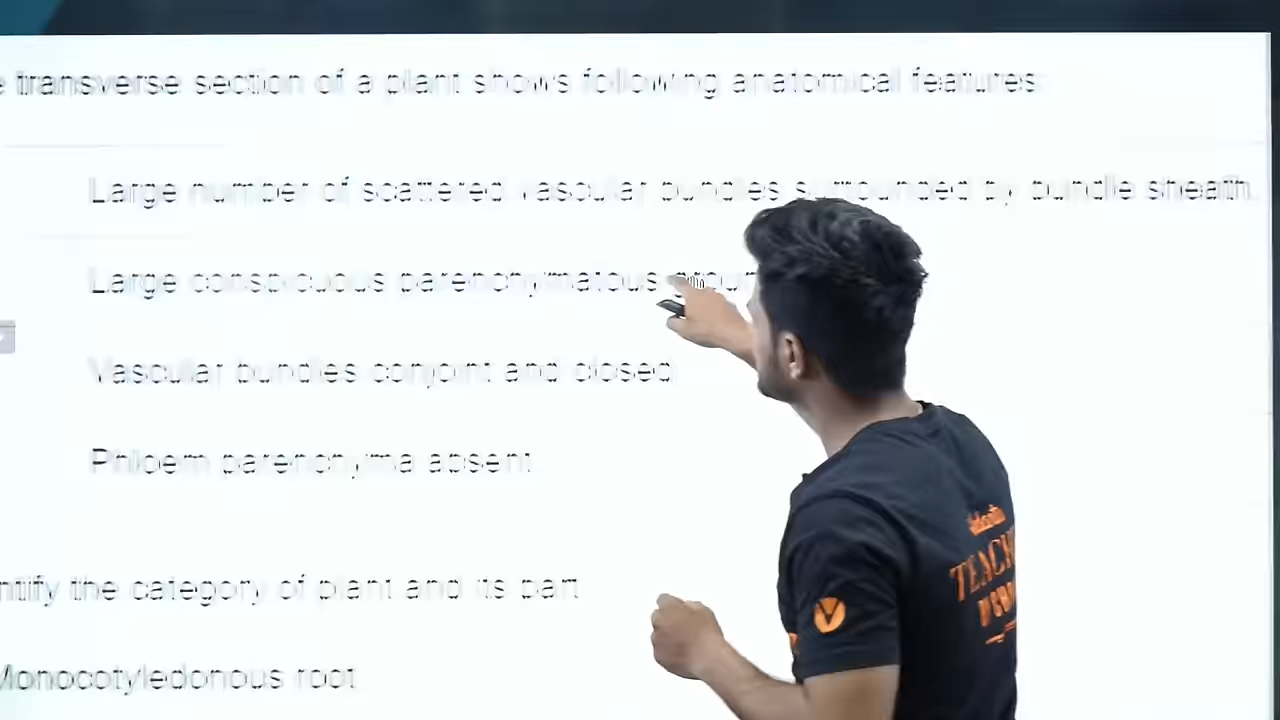 transverse section of a plant shows following anatomical features
Large number of scattered vascular bundles surrounded by bundle sheath.
Large conspicuous parenchymatous groun
Vascular bundles conjoint and closed
Phloem parenchyma absent
ntify the category of plant and its part
Monocotyledonous root
TEACH